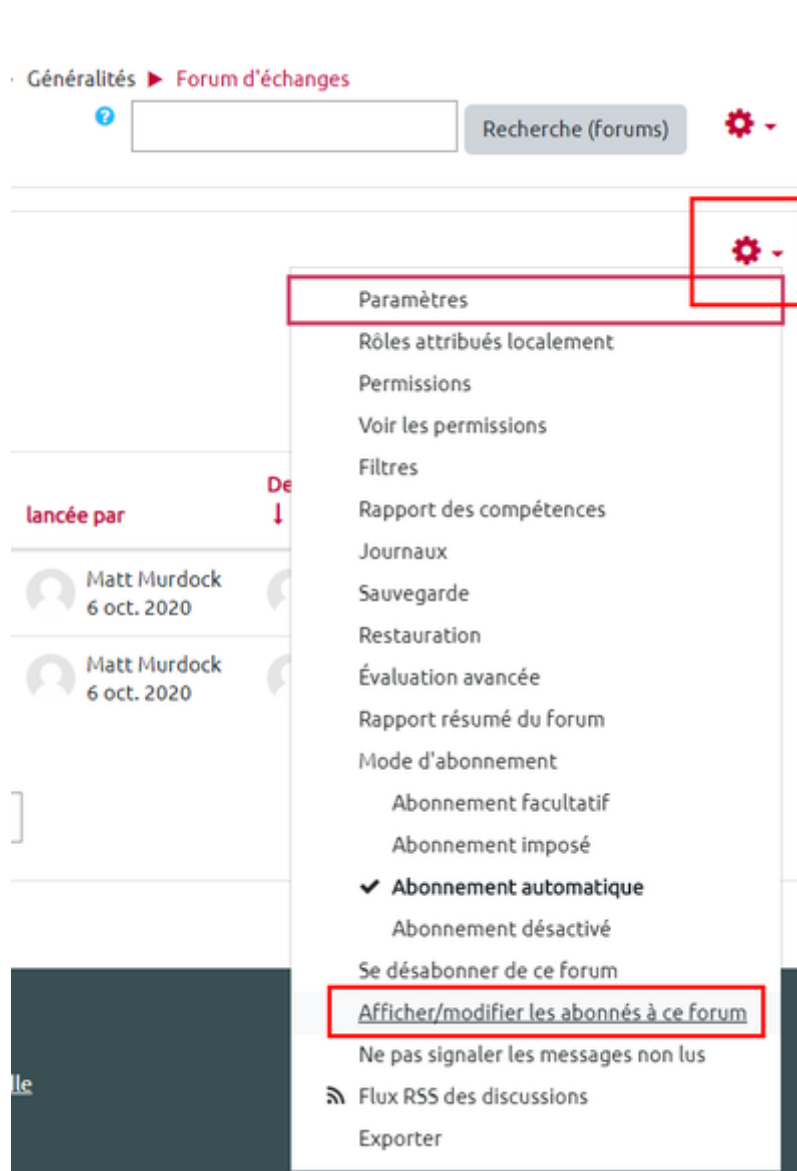 Généralités ▶ Forum d'échanges
Recherche (forums)
Paramètres
Rôles attribués localement
Permissions
Voir les permissions
Filtres
De
lancée par
Rapport des compétences
Journaux
Matt Murdock
6 oct. 2020
Sauvegarde
Restauration
Matt Murdock
6 oct. 2020
Évaluation avancée
Rapport résumé du forum
Mode d'abonnement
Abonnement facultatif
Abonnement imposé
✔ Abonnement automatique
Abonnement désactivé
Se désabonner de ce forum
Afficher/modifier les abonnés à ce forum
Ne pas signaler les messages non lus
lle
Flux RSS des discussions
Exporter